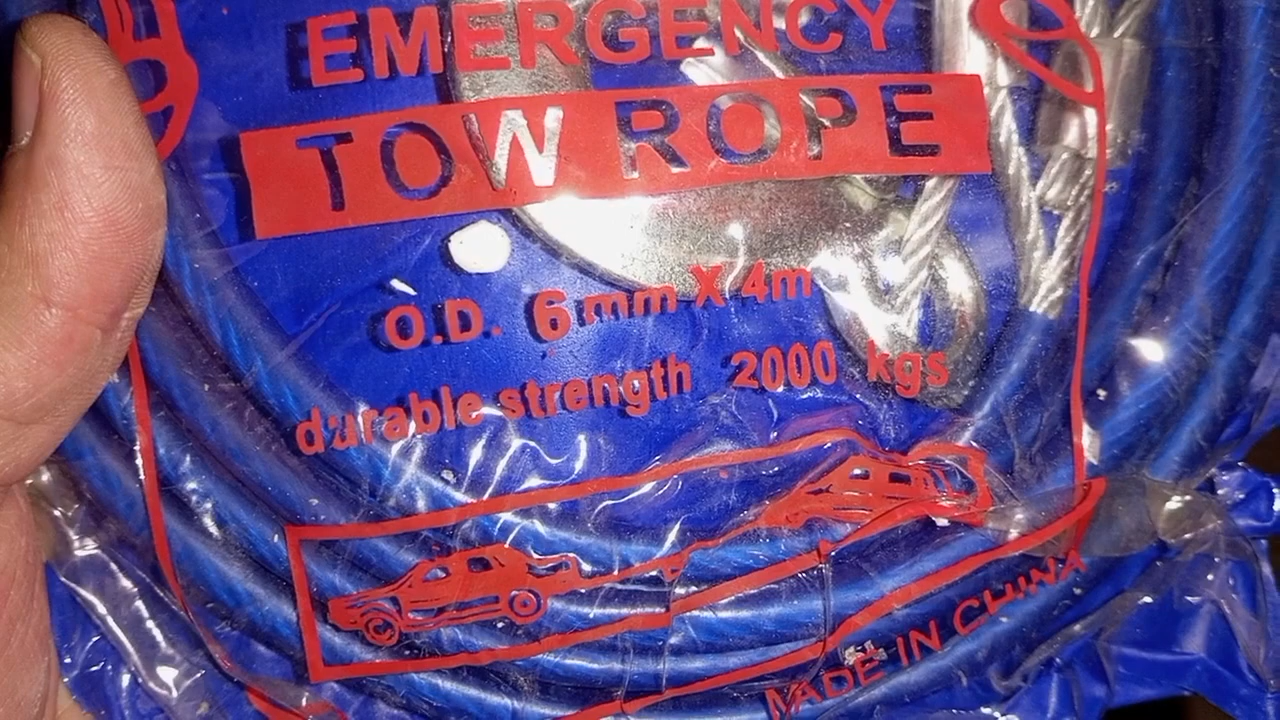 EMERGENCY
TOW ROPE
O.D. 6mm X 4m
durable strength 2000 kgs
MADE IN CHINA